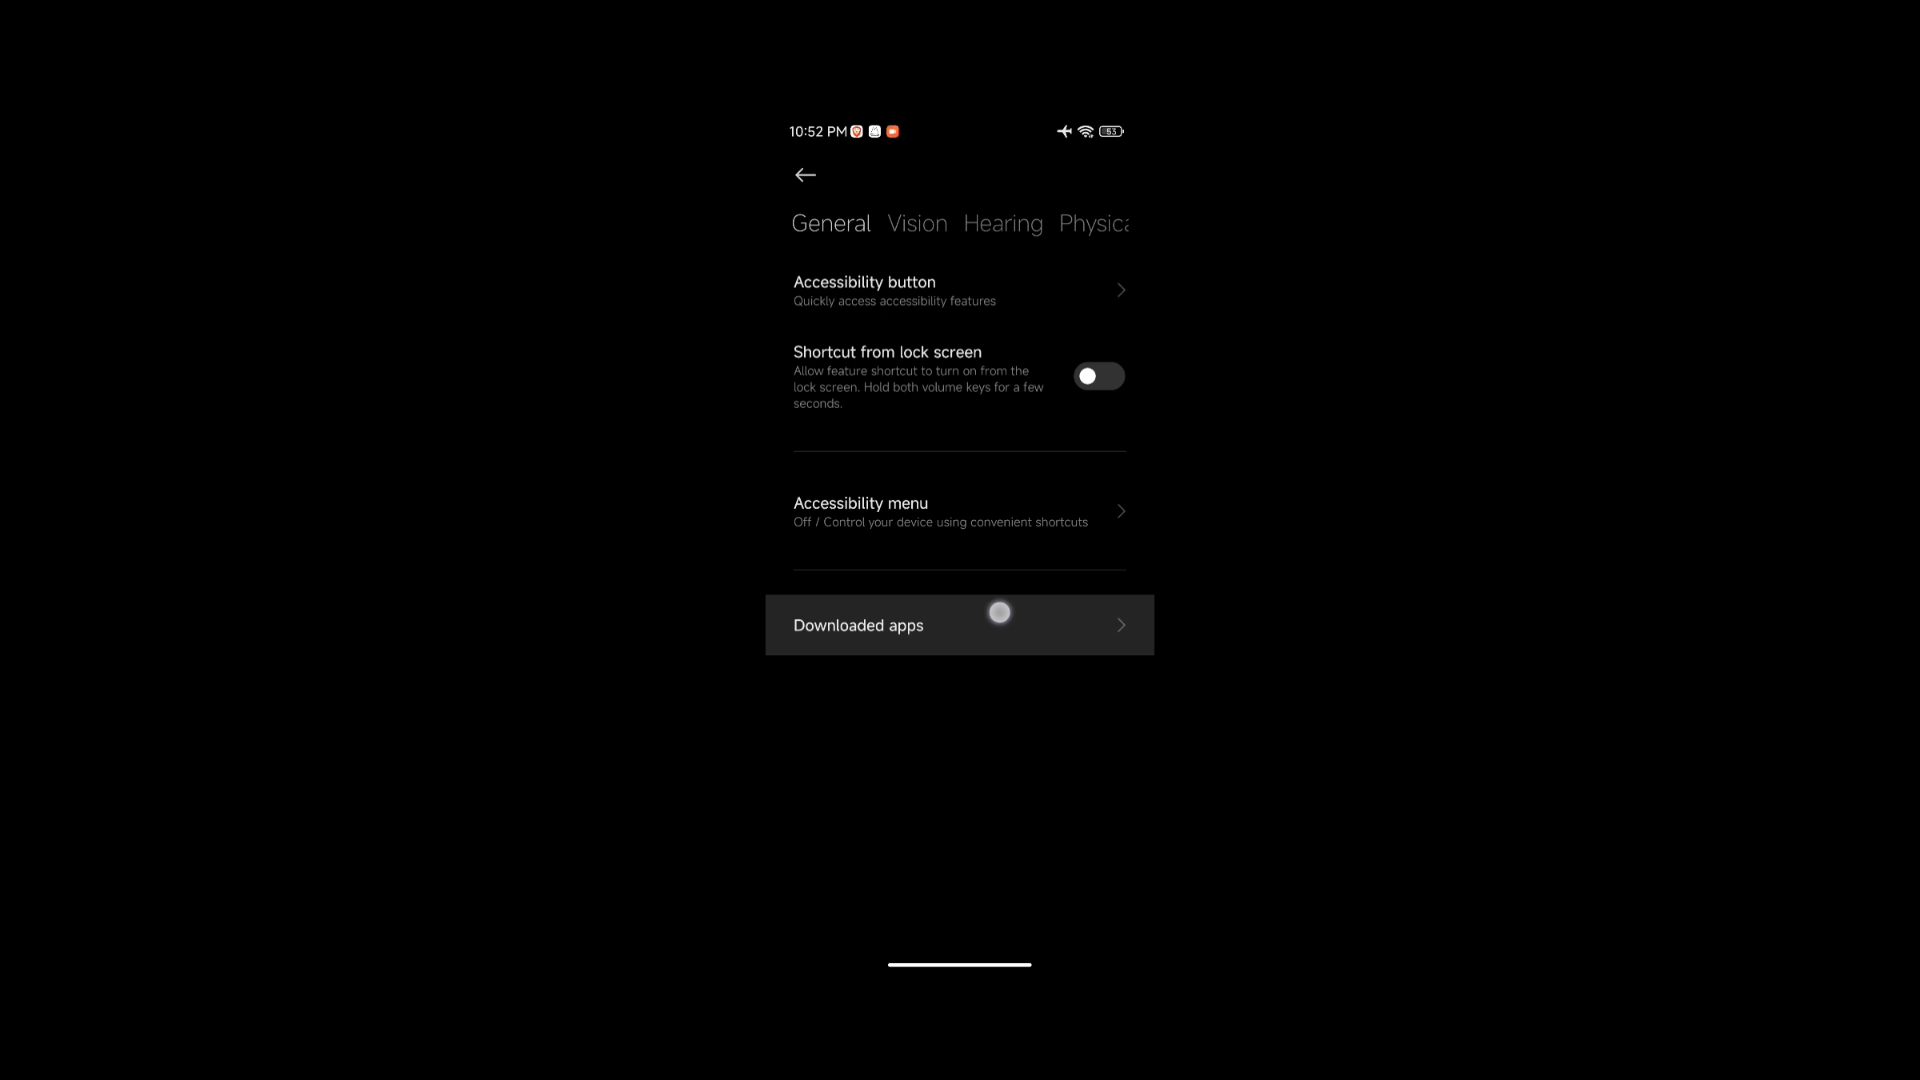 10:52 PM 53
General Vision Hearing Physica
Accessibility button
Quickly access accessibility features
Shortcut from lock screen
Allow feature shortcut to turn on from the
lock screen. Hold both volume keys for a few
seconds.
Accessibility menu
Off / Control your device using convenient shortcuts
Downloaded apps